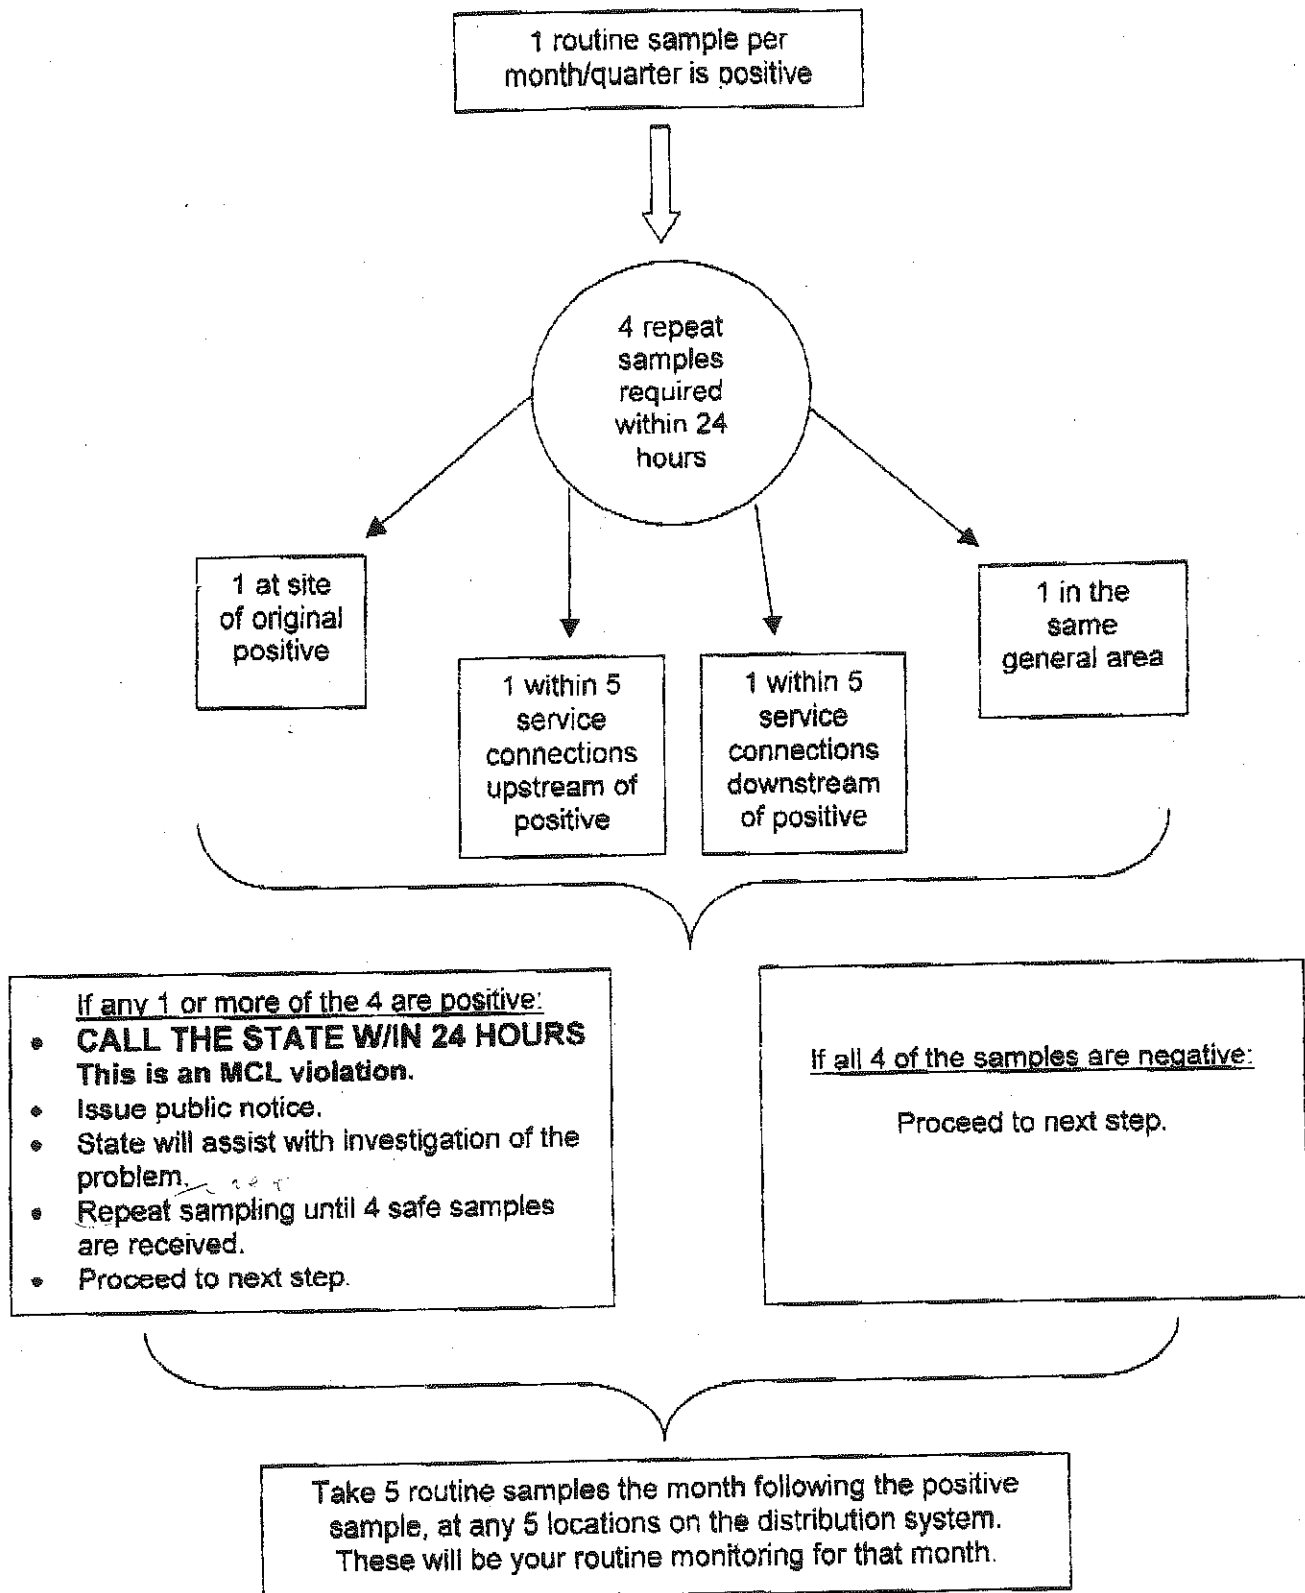 1 routine sample per
month/quarter is positive
4 repeat
samples
required
within 24
hours
1 at site
of original
positive
1 within 5
service
connections
upstream of
positive
1 within 5
service
connections
downstream
of positive
1 in the
same
general area
If any 1 or more of the 4 are positive:
• CALL THE STATE W/IN 24 HOURS
This is an MCL violation.
• Issue public notice.
• State will assist with investigation of the
problem.
• Repeat sampling until 4 safe samples
are received.
• Proceed to next step.
If all 4 of the samples are negative:
Proceed to next step.
Take 5 routine samples the month following the positive
sample, at any 5 locations on the distribution system.
These will be your routine monitoring for that month.